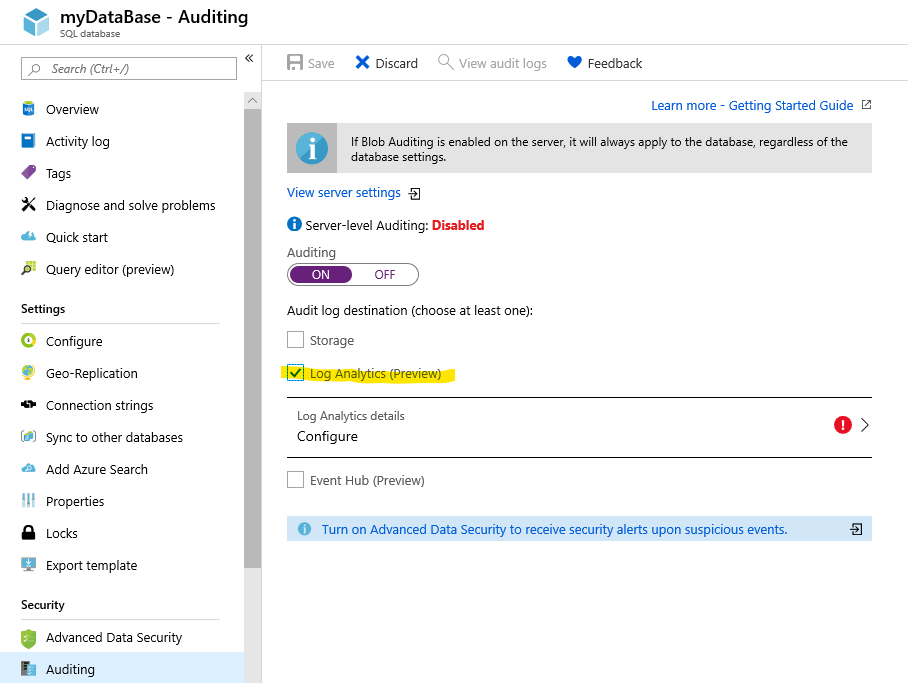 myDataBase - Auditing
SQL database
Search (Ctrl+/)
«
Overview
Activity log
Tags
Diagnose and solve problems
Quick start
Query editor (preview)
Settings
Configure
Geo-Replication
Connection strings
Sync to other databases
Add Azure Search
Properties
Locks
Export template
Security
Advanced Data Security
Auditing
Save Discard View audit logs Feedback
Learn more - Getting Started Guide
If Blob Auditing is enabled on the server, it will always apply to the database, regardless of the
database settings.
View server settings
Server-level Auditing: Disabled
Auditing
ON OFF
Audit log destination (choose at least one):
Storage
Log Analytics (Preview)
Log Analytics details
Configure
Event Hub (Preview)
Turn on Advanced Data Security to receive security alerts upon suspicious events.